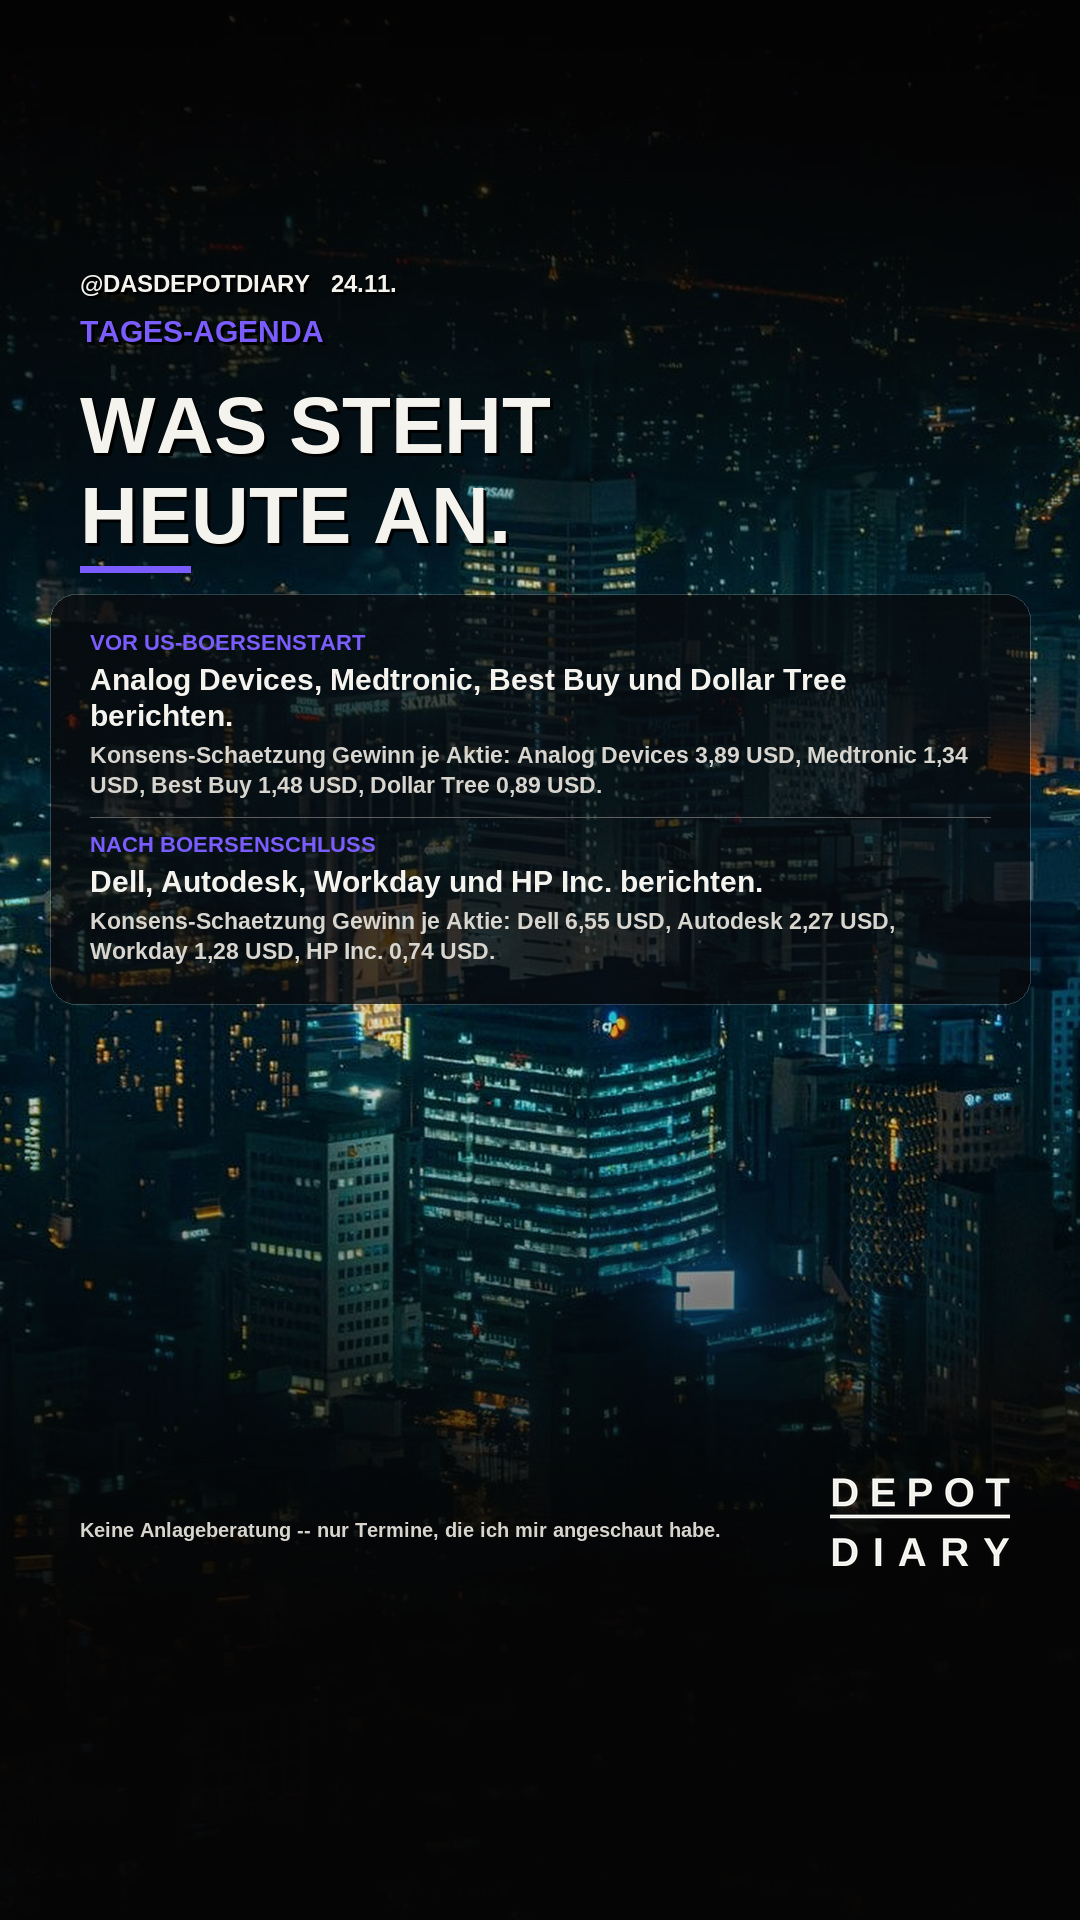 @DASDEPOTDIARY 24.11.
TAGES-AGENDA
WAS STEHT
HEUTE AN.
DOOSAN
VOR US-BOERSENSTART
Analog Devices, Medtronic, Best Buy und Dollar Tree
berichten.
SKYPARK
Konsens-Schaetzung Gewinn je Aktie: Analog Devices 3,89 USD, Medtronic 1,34
USD, Best Buy 1,48 USD, Dollar Tree 0,89 USD.
NACH BOERSENSCHLUSS
Dell, Autodesk, Workday und HP Inc. berichten.
Konsens-Schaetzung Gewinn je Aktie: Dell 6,55 USD, Autodesk 2,27 USD,
Workday 1,28 USD, HP Inc. 0,74 USD.
Keine Anlageberatung -- nur Termine, die ich mir angeschaut habe.
DEPOT
DIARY